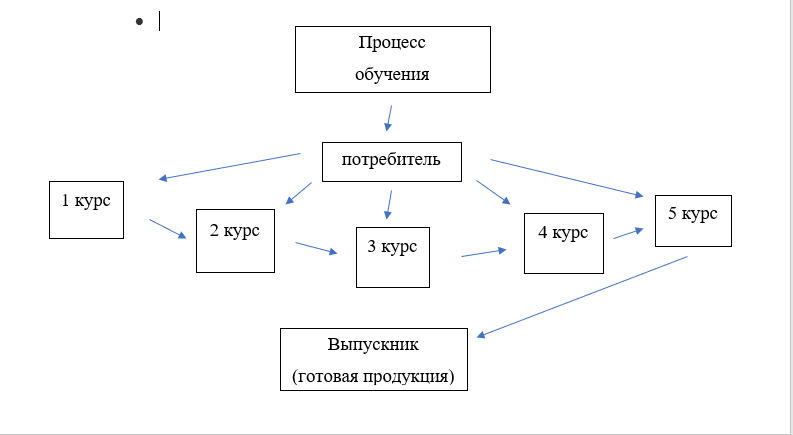 Процесс
обучения
потребитель
1 курс
2 курс
3 курс
4 курс
5 курс
Выпускник
(готовая продукция)